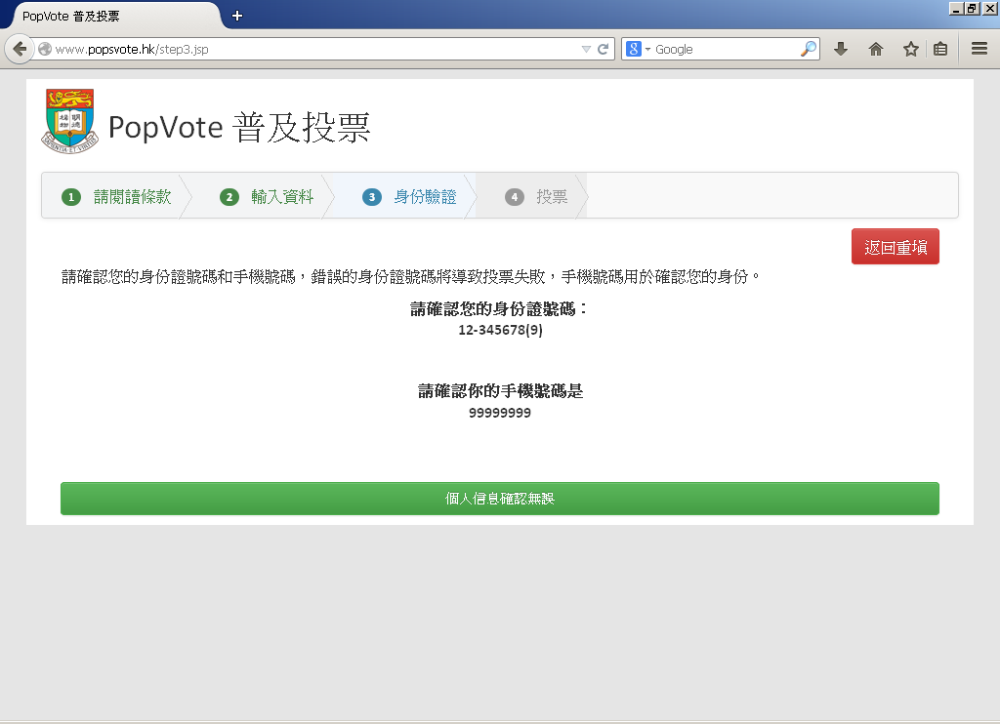 PopVote 普及投票
www.popsvote.hk/step3.jsp
Google
PopVote 普及投票
1 請閱讀條款
2 輸入資料
3 身份驗證
4 投票
返回重填
請確認您的身份證號碼和手機號碼，錯誤的身份證號碼將導致投票失敗，手機號碼用於確認您的身份。
請確認您的身份證號碼：
12-345678(9)
請確認你的手機號碼是
99999999
個人信息確認無誤